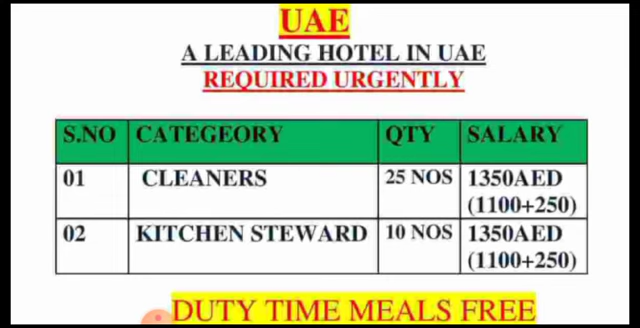 UAE
A LEADING HOTEL IN UAE
REQUIRED URGENTLY
S.NO CATEGEORY QTY SALARY
01 CLEANERS 25 NOS 1350AED
(1100+250)
02 KITCHEN STEWARD 10 NOS 1350AED
(1100+250)
DUTY TIME MEALS FREE